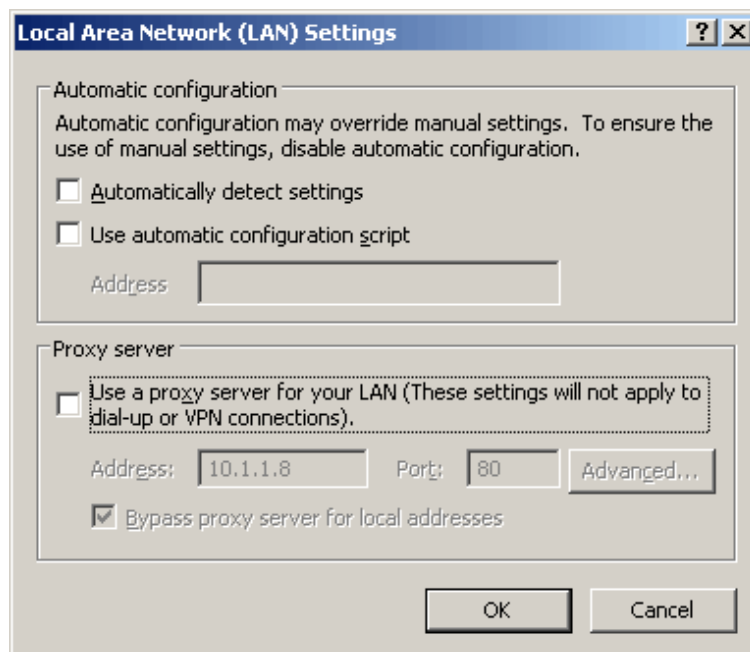 Local Area Network (LAN) Settings
Automatic configuration
Automatic configuration may override manual settings.  To ensure the
use of manual settings, disable automatic configuration.
Automatically detect settings
Use automatic configuration script
Address
Proxy server
Use a proxy server for your LAN (These settings will not apply to
dial-up or VPN connections).
Address: 10.1.1.8 Port: 80 Advanced...
Bypass proxy server for local addresses
OK Cancel